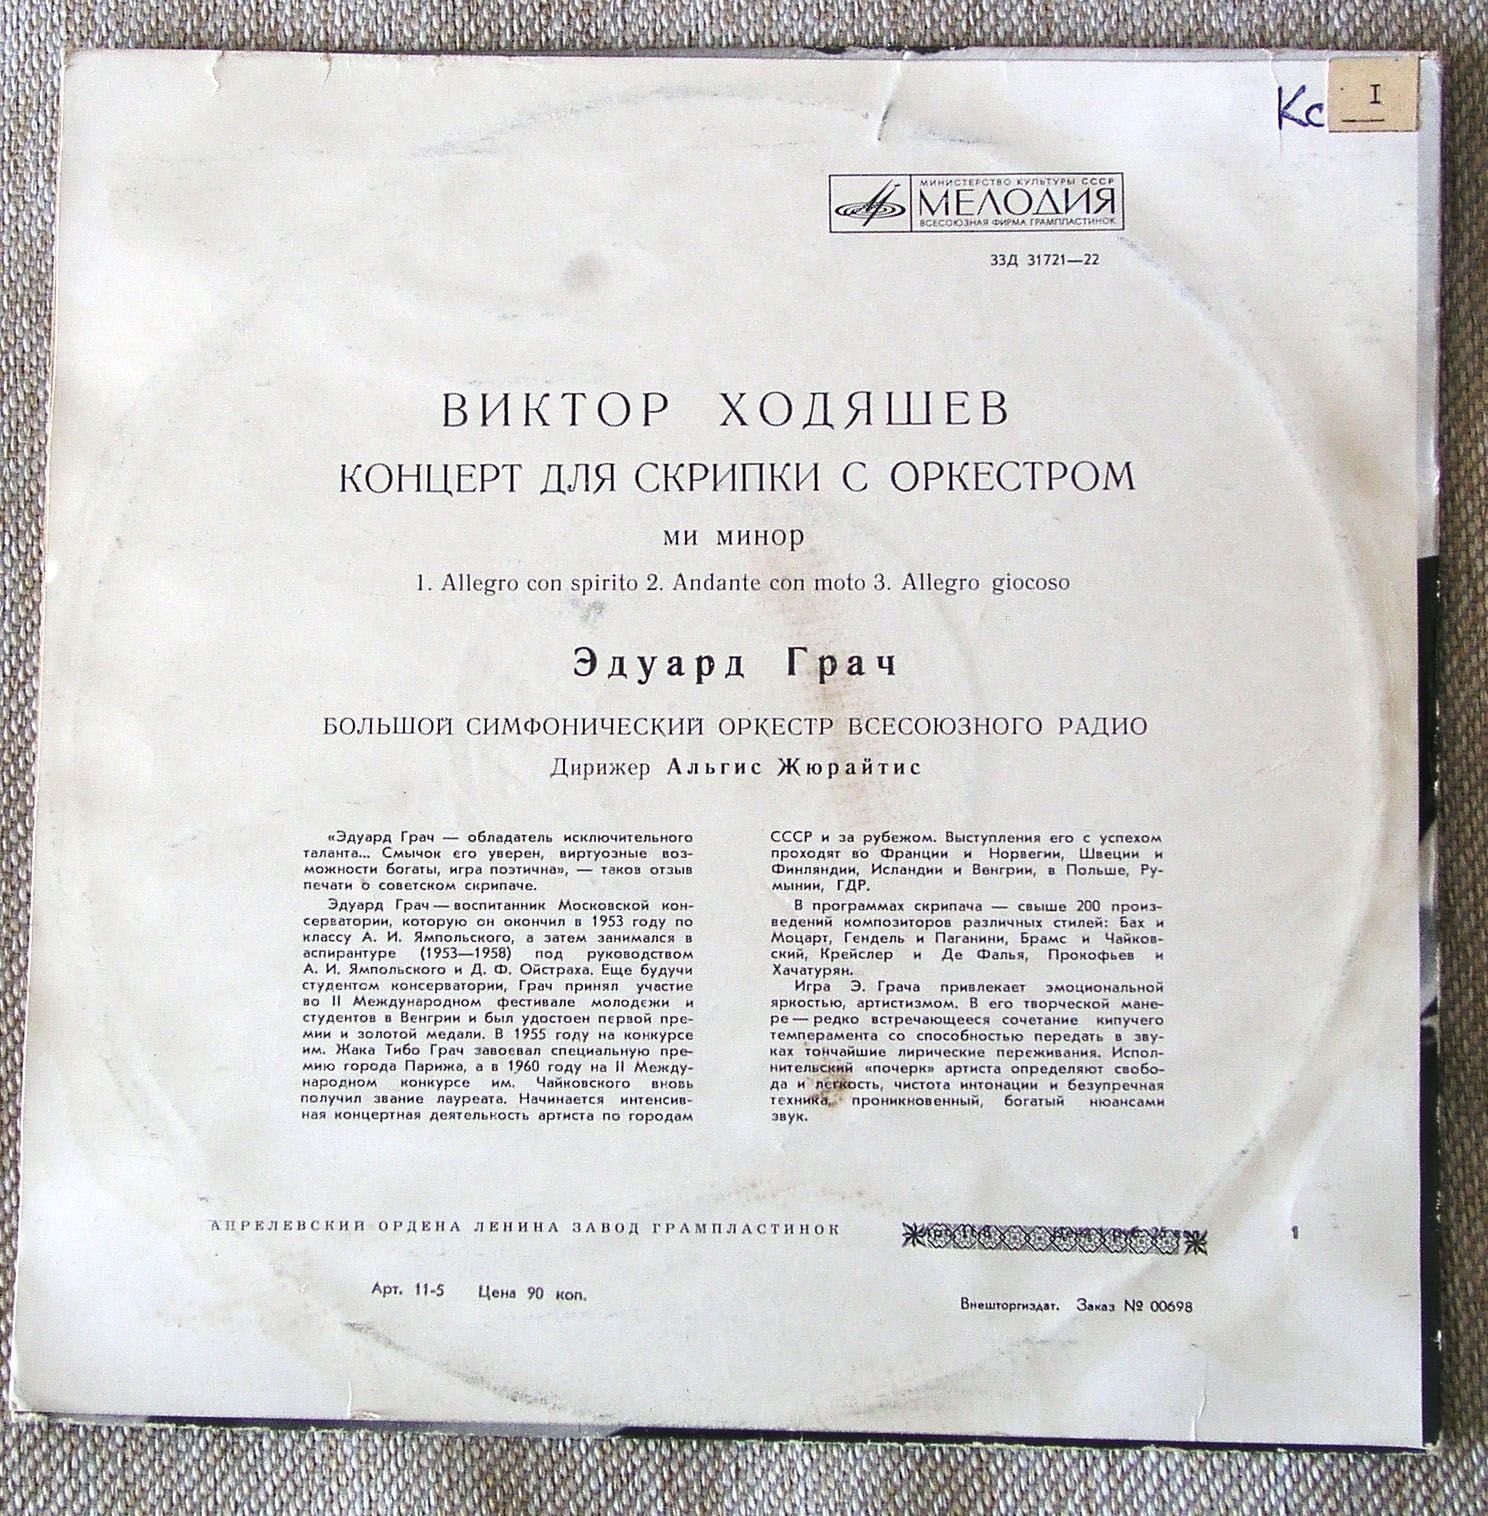 Кс I
МИНИСТЕРСТВО КУЛЬТУРЫ СССР
МЕЛОДИЯ
ВСЕСОЮЗНАЯ ФИРМА ГРАМПЛАСТИНОК
33Д 31721—22
ВИКТОР ХОДЯШЕВ
КОНЦЕРТ ДЛЯ СКРИПКИ С ОРКЕСТРОМ
ми минор
1. Allegro con spirito 2. Andante con moto 3. Allegro giocoso
Эдуард Грач
БОЛЬШОЙ СИМФОНИЧЕСКИЙ ОРКЕСТР ВСЕСОЮЗНОГО РАДИО
Дирижер Альгис Жюрайтис
«Эдуард Грач — обладатель исключительного
таланта... Смычок его уверен, виртуозные воз-
можности богаты, игра поэтична», — таков отзыв
печати о советском скрипаче.
Эдуард Грач — воспитанник Московской кон-
серватории, которую он окончил в 1953 году по
классу А. И. Ямпольского, а затем занимался в
аспирантуре (1953—1958) под руководством
А. И. Ямпольского и Д. Ф. Ойстраха. Еще будучи
студентом консерватории, Грач принял участие
во II Международном фестивале молодежи и
студентов в Венгрии и был удостоен первой пре-
мии и золотой медали. В 1955 году на конкурсе
им. Жака Тибо Грач завоевал специальную пре-
мию города Парижа, а в 1960 году на II Между-
народном конкурсе им. Чайковского вновь
получил звание лауреата. Начинается интенсив-
ная концертная деятельность артиста по городам
СССР и за рубежом. Выступления его с успехом
проходят во Франции и Норвегии, Швеции и
Финляндии, Исландии и Венгрии, в Польше, Ру-
мынии, ГДР.
В программах скрипача — свыше 200 произ-
ведений композиторов различных стилей: Бах и
Моцарт, Гендель и Паганини, Брамс и Чайков-
ский, Крейслер и Де Фалья, Прокофьев и
Хачатурян.
Игра Э. Грача привлекает эмоциональной
яркостью, артистизмом. В его творческой мане-
ре — редко встречающееся сочетание кипучего
темперамента со способностью передать в зву-
ках тончайшие лирические переживания. Испол-
нительский «почерк» артиста определяют свобо-
да и легкость, чистота интонации и безупречная
техника, проникновенный, богатый нюансами
звук.
АПРЕЛЕВСКИЙ ОРДЕНА ЛЕНИНА ЗАВОД ГРАМПЛАСТИНОК
1
Арт. 11-5 Цена 90 коп.
Внешторгиздат. Заказ № 00698